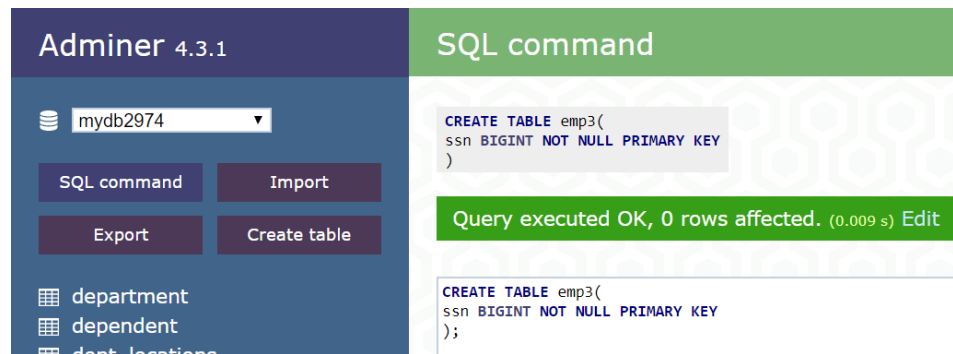 Adminer 4.3.1
mydb2974
SQL command
Import
Export
Create table
department
dependent
dept_locations
SQL command
CREATE TABLE emp3(
ssn BIGINT NOT NULL PRIMARY KEY
)
Query executed OK, 0 rows affected. (0.009 s) Edit
CREATE TABLE emp3(
ssn BIGINT NOT NULL PRIMARY KEY
);